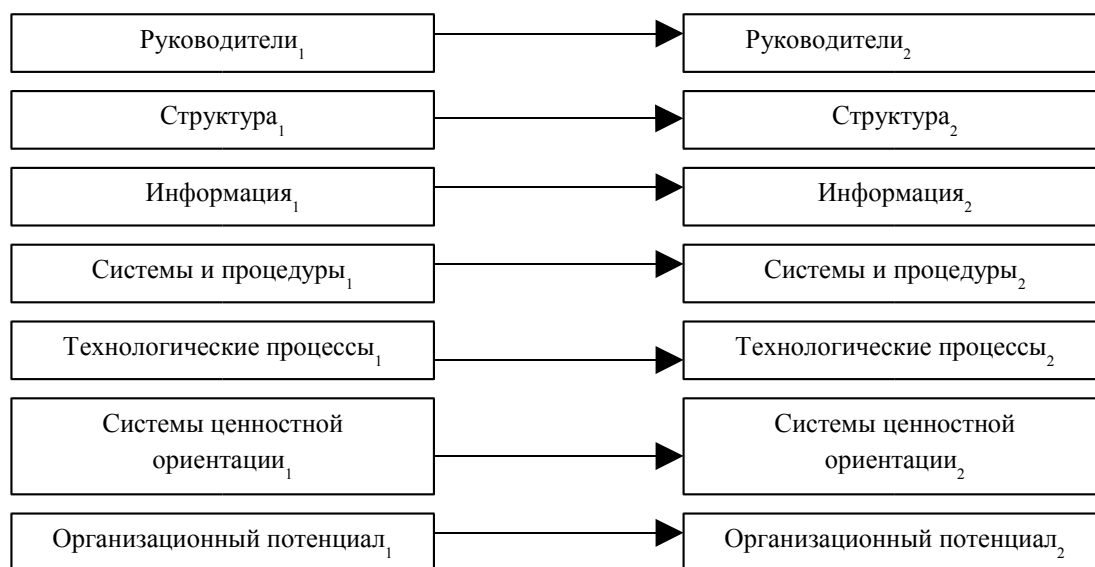 Руководители1 Руководители2
Структура1 Структура2
Информация1 Информация2
Системы и процедуры1 Системы и процедуры2
Технологические процессы1 Технологические процессы2
Системы ценностной
ориентации1
Системы ценностной
ориентации2
Организационный потенциал1 Организационный потенциал2